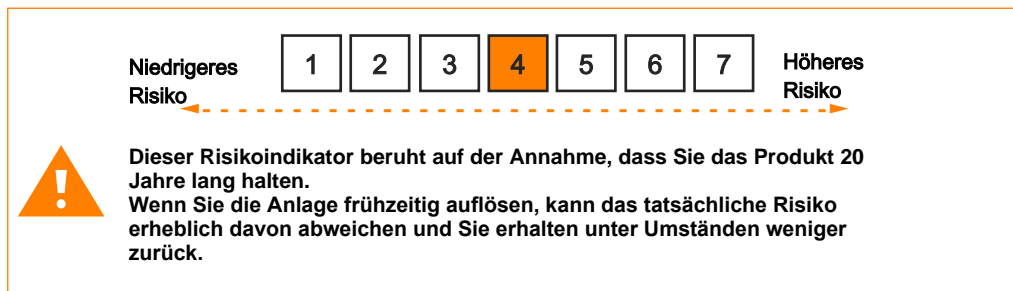 Niedrigeres
Risiko
1 2 3 4 5 6 7
Höheres
Risiko
!
Dieser Risikoindikator beruht auf der Annahme, dass Sie das Produkt 20
Jahre lang halten.
Wenn Sie die Anlage frühzeitig auflösen, kann das tatsächliche Risiko
erheblich davon abweichen und Sie erhalten unter Umständen weniger
zurück.